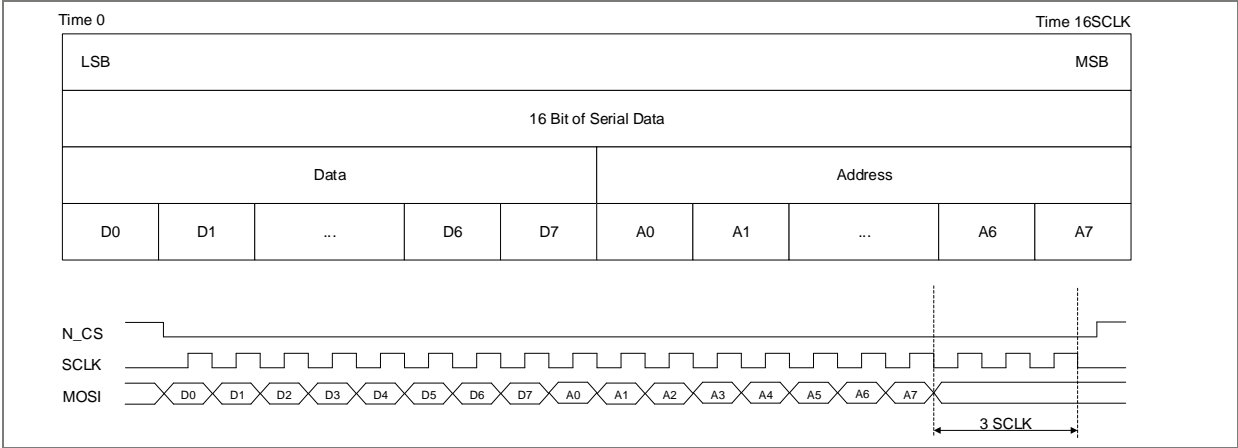 Time 0 Time 16SCLK
LSB MSB
16 Bit of Serial Data
Data Address
D0 D1 ... D6 D7 A0 A1 ... A6 A7
N_CS
SCLK
MOSI D0 D1 D2 D3 D4 D5 D6 D7 A0 A1 A2 A3 A4 A5 A6 A7
3 SCLK